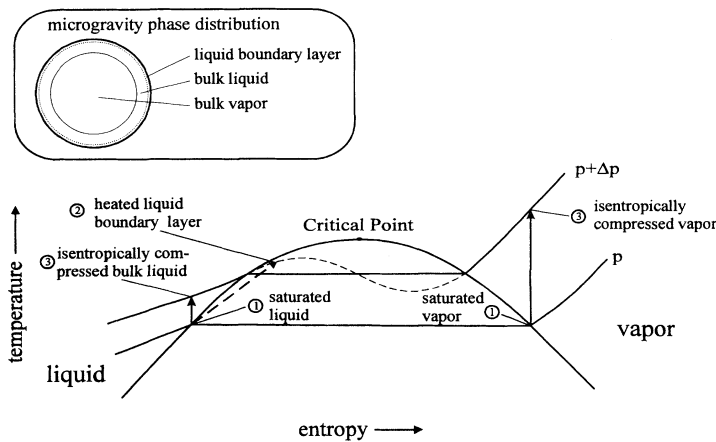 microgravity phase distribution
liquid boundary layer
bulk liquid
bulk vapor
p+Δp
② heated liquid
boundary layer
Critical Point
③ isentropically
compressed vapor
③ isentropically com-
pressed bulk liquid
p
① saturated
liquid
saturated
vapor ①
temperature
liquid
vapor
entropy